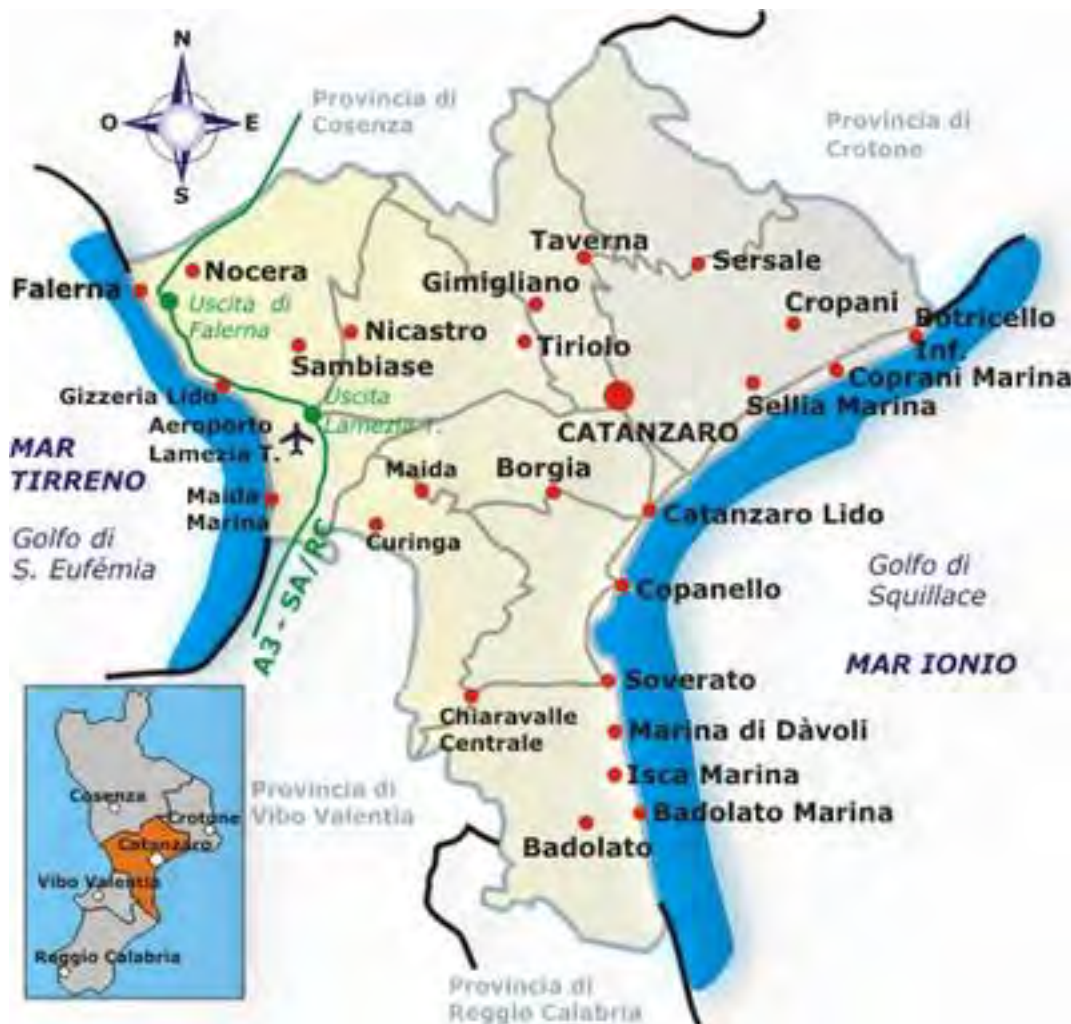 N
O
E
S
Provincia di
Cosenza
Provincia di
Crotone
Taverna
Sersale
Nocera
Gimigliano
Falerna
Uscita di
Falerna
Cropani
Botricello
Inf.
Nicastro
Tiriolo
Sambiase
Coprani Marina
Gizzeria Lido
Uscita
Lamezia T.
Sellia Marina
Aeroporto
Lamezia T.
CATANZARO
MAR
TIRRENO
Maida
Borgia
Maida
Marina
Catanzaro Lido
Golfo di
S. Eufémia
Curinga
Golfo di
Squillace
Copanello
A3 - SA/RC
MAR IONIO
Soverato
Chiaravalle
Centrale
Marina di Dàvoli
Isca Marina
Provincia di
Vibo Valentia
Badolato Marina
Badolato
Cosenza
Crotone
Catanzaro
Vibo Valentia
Reggio Calabria
Provincia di
Reggio Calabria